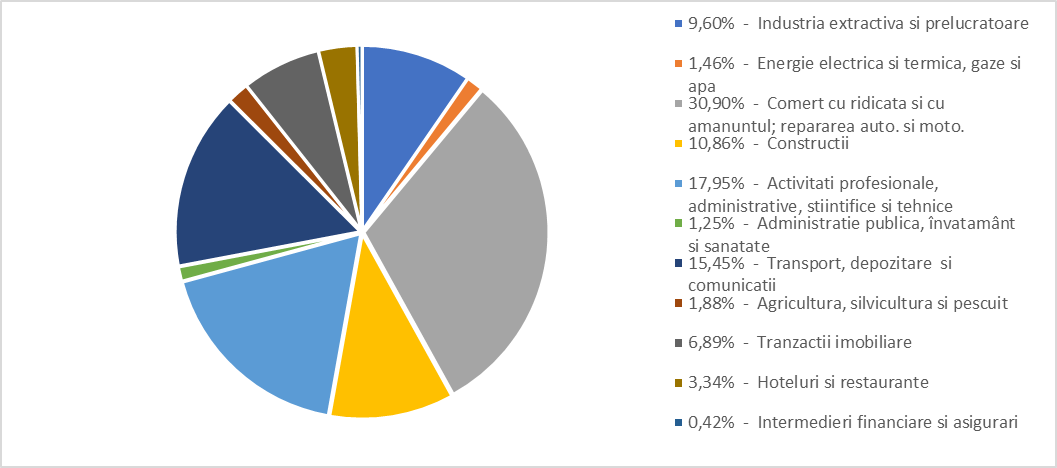 9,60%  -  Industria extractiva si prelucratoare
1,46%  -  Energie electrica si termica, gaze si
apa
30,90%  -  Comert cu ridicata si cu
amanuntul; repararea auto. si moto.
10,86%  -  Constructii
17,95%  -  Activitati profesionale,
administrative, stiintifice si tehnice
1,25%  -  Administratie publica, învatamânt
si sanatate
15,45%  -  Transport, depozitare  si
comunicatii
1,88%  -  Agricultura, silvicultura si pescuit
6,89%  -  Tranzactii imobiliare
3,34%  -  Hoteluri si restaurante
0,42%  -  Intermedieri financiare si asigurari